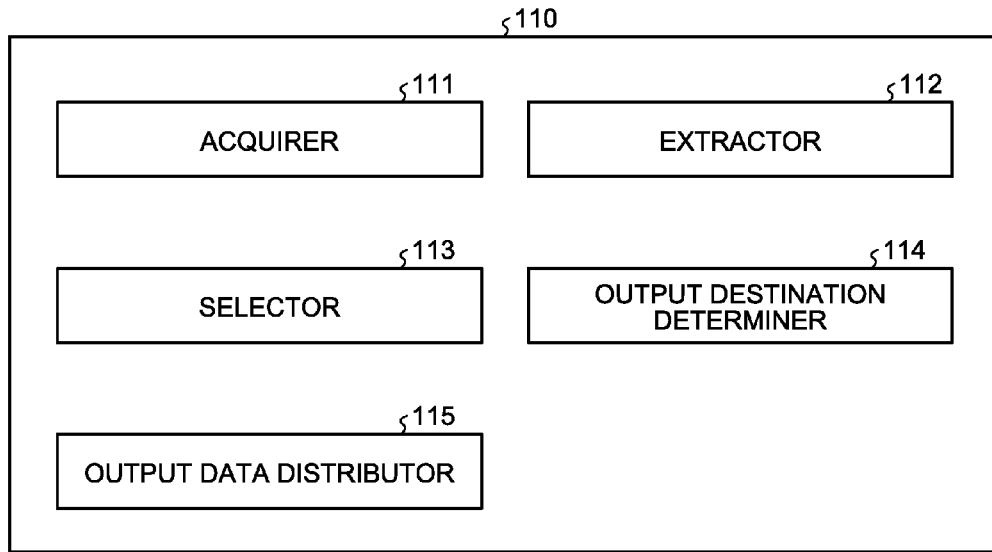 110
111
ACQUIRER
112
EXTRACTOR
113
SELECTOR
114
OUTPUT DESTINATION
DETERMINER
115
OUTPUT DATA DISTRIBUTOR